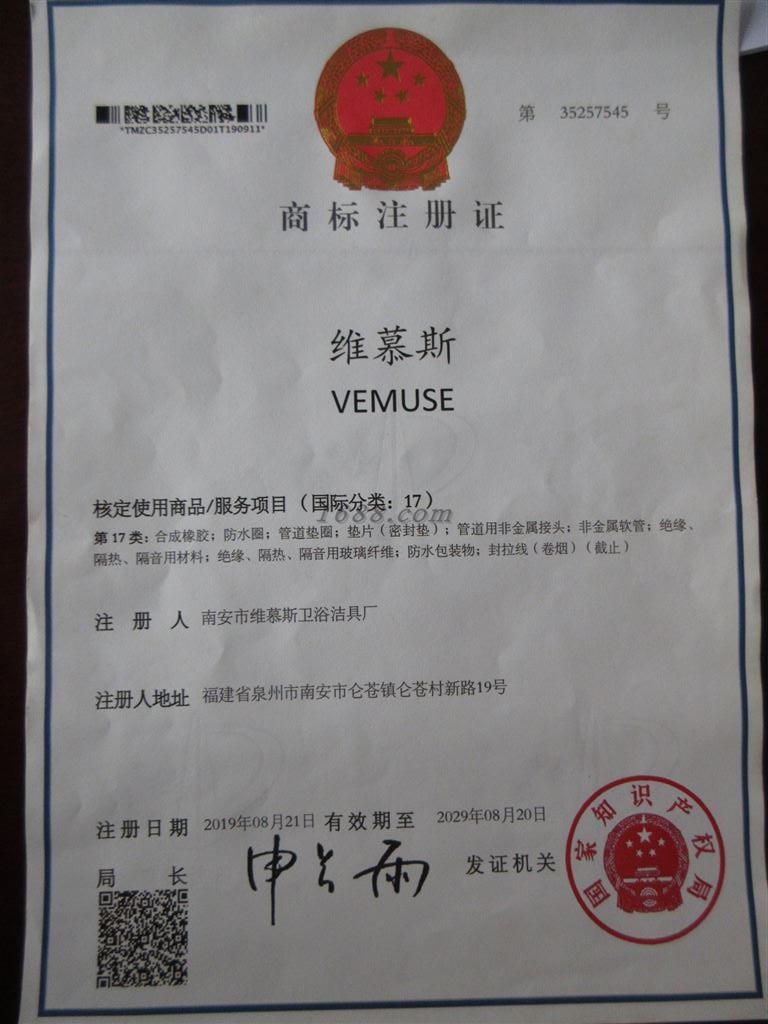 第 35257545 号
*TMZC35257545D01T190911*
商标注册证
维慕斯
VEMUSE
核定使用商品/服务项目（国际分类：17）
1688.com
第 17 类：合成橡胶；防水圈；管道垫圈；垫片（密封垫）；管道用非金属接头；非金属软管；绝缘、
隔热、隔音用材料；绝缘、隔热、隔音用玻璃纤维；防水包装物；封拉线（卷烟）（截止）
注册人 南安市维慕斯卫浴洁具厂
注册人地址 福建省泉州市南安市仑苍镇仑苍村新路19号
注册日期 2019年08月21日 有效期至 2029年08月20日
局长 申长雨 发证机关
国家知识产权局